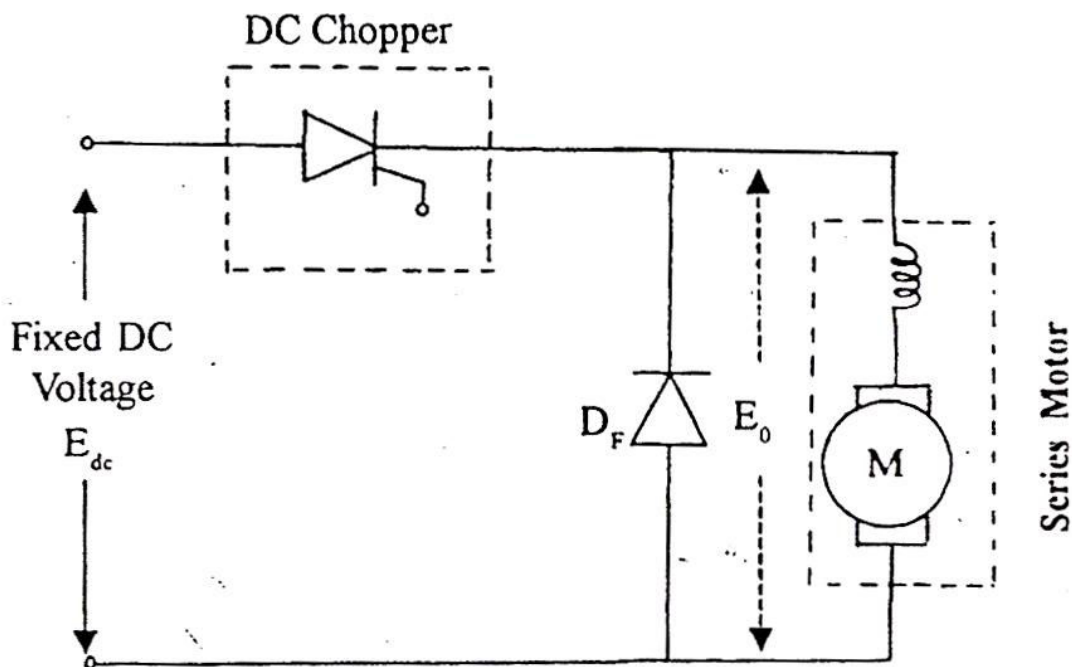 DC Chopper
Fixed DC
Voltage
E_dc
D_F
E_0
M
Series Motor